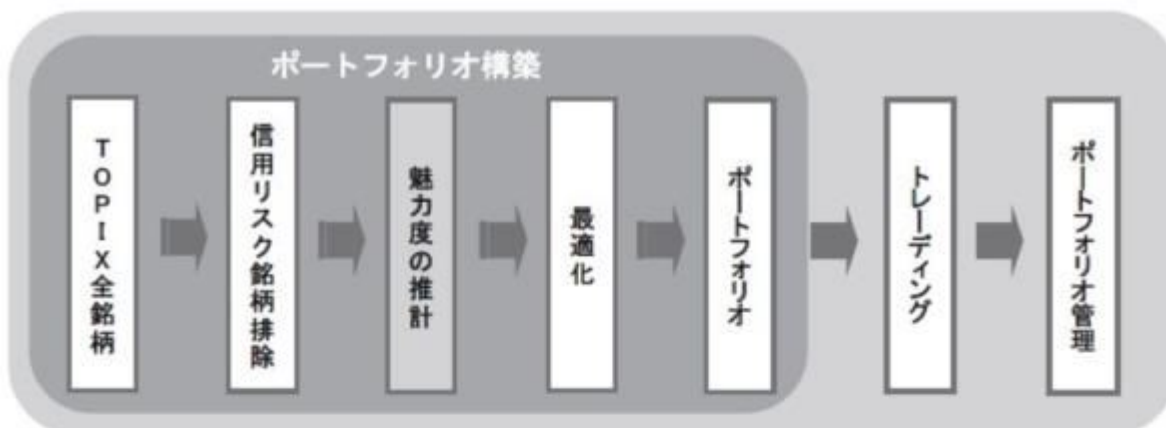 ポートフォリオ構築
TOPIX全銘柄
信用リスク銘柄排除
魅力度の推計
最適化
ポートフォリオ
トレーディング
ポートフォリオ管理